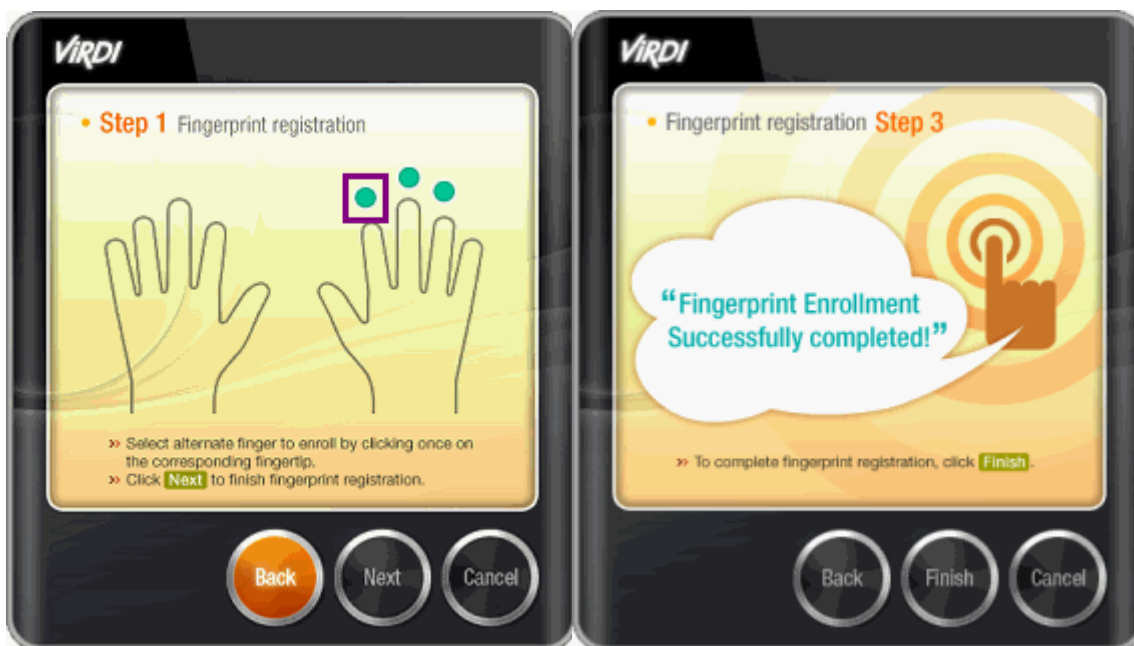 ViRDI
• Step 1 Fingerprint registration
» Select alternate finger to enroll by clicking once on
the corresponding fingertip.
» Click Next to finish fingerprint registration.
Back Next Cancel
ViRDI
• Fingerprint registration Step 3
“Fingerprint Enrollment
Successfully completed!”
» To complete fingerprint registration, click Finish.
Back Finish Cancel